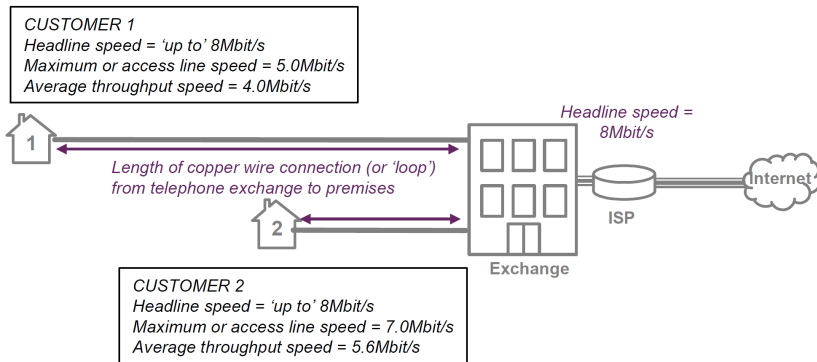 CUSTOMER 1
Headline speed = ‘up to’ 8Mbit/s
Maximum or access line speed = 5.0Mbit/s
Average throughput speed = 4.0Mbit/s
Headline speed =
8Mbit/s
1
Length of copper wire connection (or ‘loop’)
from telephone exchange to premises
Internet
ISP
2
Exchange
CUSTOMER 2
Headline speed = ‘up to’ 8Mbit/s
Maximum or access line speed = 7.0Mbit/s
Average throughput speed = 5.6Mbit/s